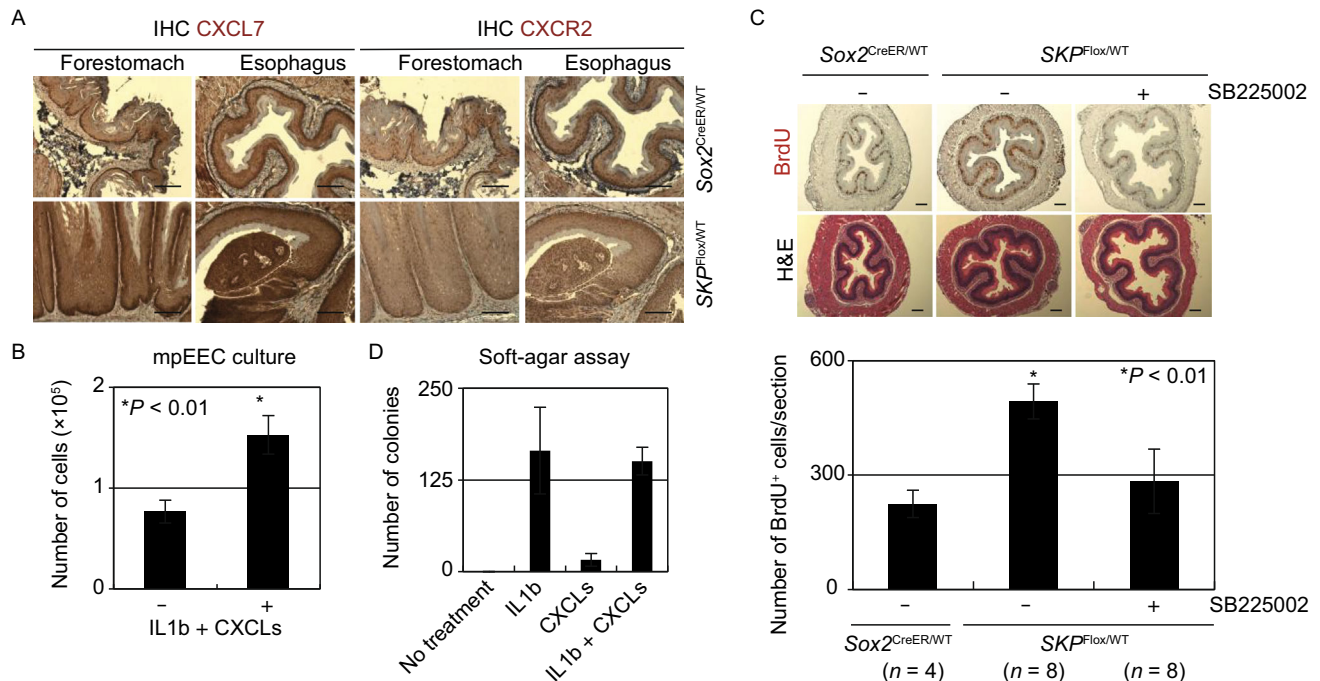 A
IHC CXCL7
IHC CXCR2
Forestomach
Esophagus
Forestomach
Esophagus
Sox2CreER/WT
SKPFlox/WT
B
mpEEC culture
Number of cells (×10⁵)
2
1
0
*P < 0.01
*
−
+
IL1b + CXCLs
D
Soft-agar assay
Number of colonies
250
125
0
No treatment
IL1b
CXCLs
IL1b + CXCLs
C
Sox2CreER/WT
SKPFlox/WT
−
−
+
SB225002
BrdU
H&E
Number of BrdU⁺ cells/section
600
300
0
*
*P < 0.01
−
−
+
SB225002
Sox2CreER/WT
SKPFlox/WT
(n = 4)
(n = 8)
(n = 8)